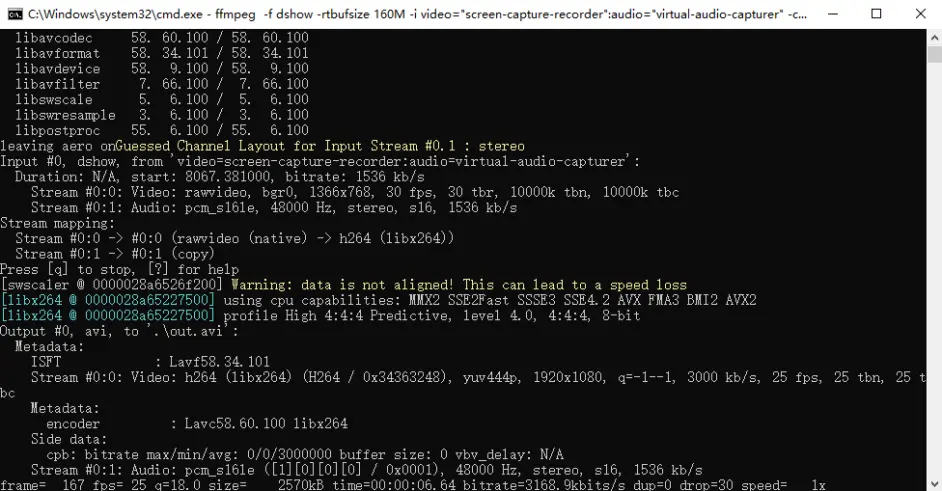 C:\Windows\system32\cmd.exe - ffmpeg  -f dshow -rtbufsize 160M -i video="screen-capture-recorder":audio="virtual-audio-capturer" -c...
libavcodec     58. 60.100 / 58. 60.100
libavformat    58. 34.101 / 58. 34.101
libavdevice    58.  9.100 / 58.  9.100
libavfilter     7. 66.100 /  7. 66.100
libswscale      5.  6.100 /  5.  6.100
libswresample   3.  6.100 /  3.  6.100
libpostproc    55.  6.100 / 55.  6.100
leaving aero onGuessed Channel Layout for Input Stream #0.1 : stereo
Input #0, dshow, from 'video=screen-capture-recorder:audio=virtual-audio-capturer':
Duration: N/A, start: 8067.381000, bitrate: 1536 kb/s
Stream #0:0: Video: rawvideo, bgr0, 1366x768, 30 fps, 30 tbr, 10000k tbn, 10000k tbc
Stream #0:1: Audio: pcm_s16le, 48000 Hz, stereo, s16, 1536 kb/s
Stream mapping:
Stream #0:0 -> #0:0 (rawvideo (native) -> h264 (libx264))
Stream #0:1 -> #0:1 (copy)
Press [q] to stop, [?] for help
[swscaler @ 0000028a6526f200] Warning: data is not aligned! This can lead to a speed loss
[libx264 @ 0000028a65227500] using cpu capabilities: MMX2 SSE2Fast SSSE3 SSE4.2 AVX FMA3 BMI2 AVX2
[libx264 @ 0000028a65227500] profile High 4:4:4 Predictive, level 4.0, 4:4:4, 8-bit
Output #0, avi, to '.\out.avi':
Metadata:
ISFT            : Lavf58.34.101
Stream #0:0: Video: h264 (libx264) (H264 / 0x34363248), yuv444p, 1920x1080, q=-1--1, 3000 kb/s, 25 fps, 25 tbn, 25 t
bc
Metadata:
encoder         : Lavc58.60.100 libx264
Side data:
cpb: bitrate max/min/avg: 0/0/3000000 buffer size: 0 vbv_delay: N/A
Stream #0:1: Audio: pcm_s16le ([1][0][0][0] / 0x0001), 48000 Hz, stereo, s16, 1536 kb/s
frame=  167 fps= 25 q=18.0 size=    2570kB time=00:00:06.64 bitrate=3168.9kbits/s dup=0 drop=30 speed=   1x